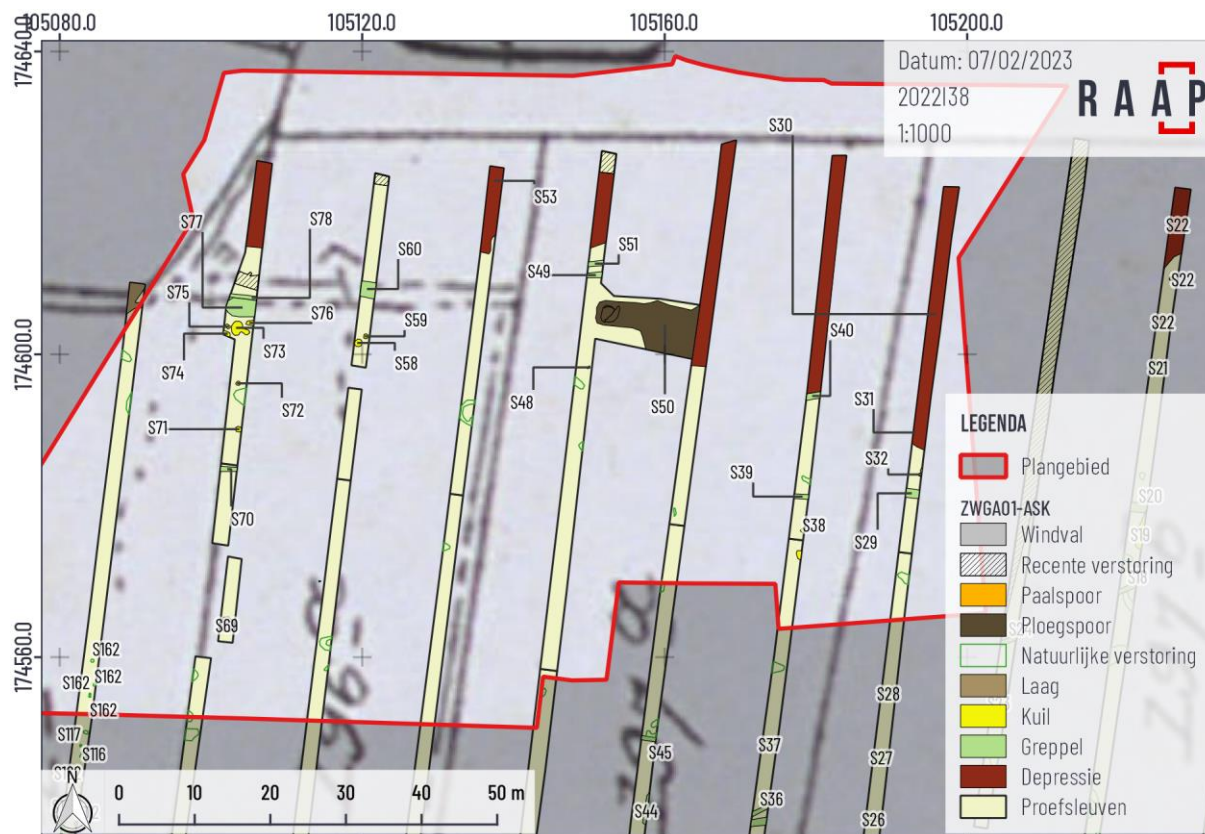 105080.0 105120.0 105160.0 105200.0
174640.0
174600.0
174560.0
Datum: 07/02/2023
2022I38
1:1000
RAAP
S30
S53
S77
S78
S60
S51
S49
S22
S75
S76
S74
S73
S59
S58
S40
S22
S22
S21
S72
S48
S50
S31
S71
S39
S32
S70
S38
S29
S20
S19
S18
S69
S162
S162
S162
S162
S28
S117
S116
S45
S37
S27
S44
S36
S26
LEGENDA
Plangebied
ZWGA01-ASK
Windval
Recente verstoring
Paalspoor
Ploegspoor
Natuurlijke verstoring
Laag
Kuil
Greppel
Depressie
Proefsleuven
N
0 10 20 30 40 50 m